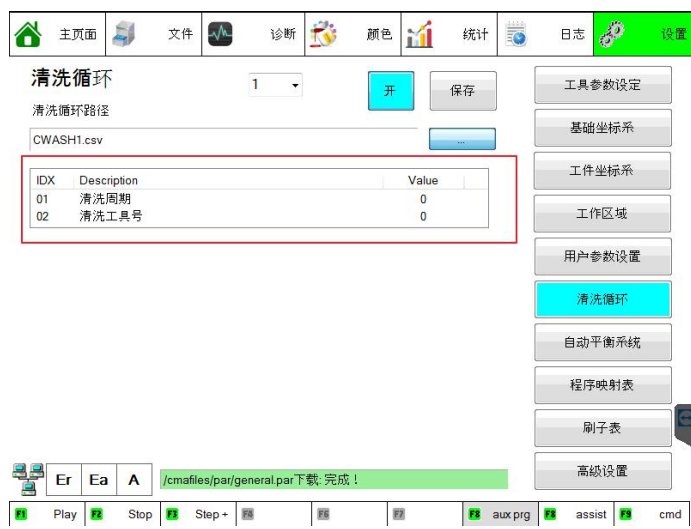 主页面 文件 诊断 颜色 统计 日志 设置
清洗循环 1 开 保存
清洗循环路径
CWASH1.csv ...
IDX Description Value
01 清洗周期 0
02 清洗工具号 0
工具参数设定
基础坐标系
工件坐标系
工作区域
用户参数设置
清洗循环
自动平衡系统
程序映射表
刷子表
高级设置
Er Ea A /cmafiles/par/general.par下载: 完成！
F1 Play F2 Stop F3 Step + F4 F6 F7 F8 aux prg F8 assist F9 cmd